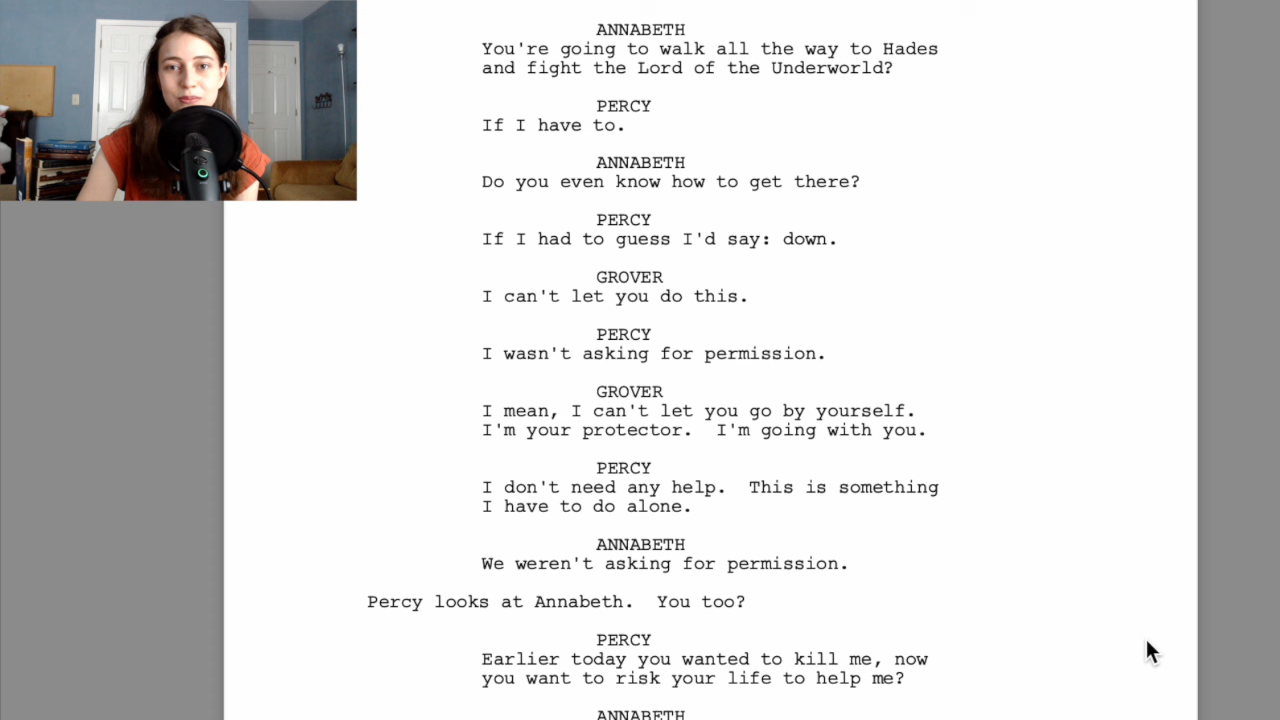 ANNABETH
You're going to walk all the way to Hades
and fight the Lord of the Underworld?
PERCY
If I have to.
ANNABETH
Do you even know how to get there?
PERCY
If I had to guess I'd say: down.
GROVER
I can't let you do this.
PERCY
I wasn't asking for permission.
GROVER
I mean, I can't let you go by yourself.
I'm your protector.  I'm going with you.
PERCY
I don't need any help.  This is something
I have to do alone.
ANNABETH
We weren't asking for permission.
Percy looks at Annabeth.  You too?
PERCY
Earlier today you wanted to kill me, now
you want to risk your life to help me?
ANNABETH